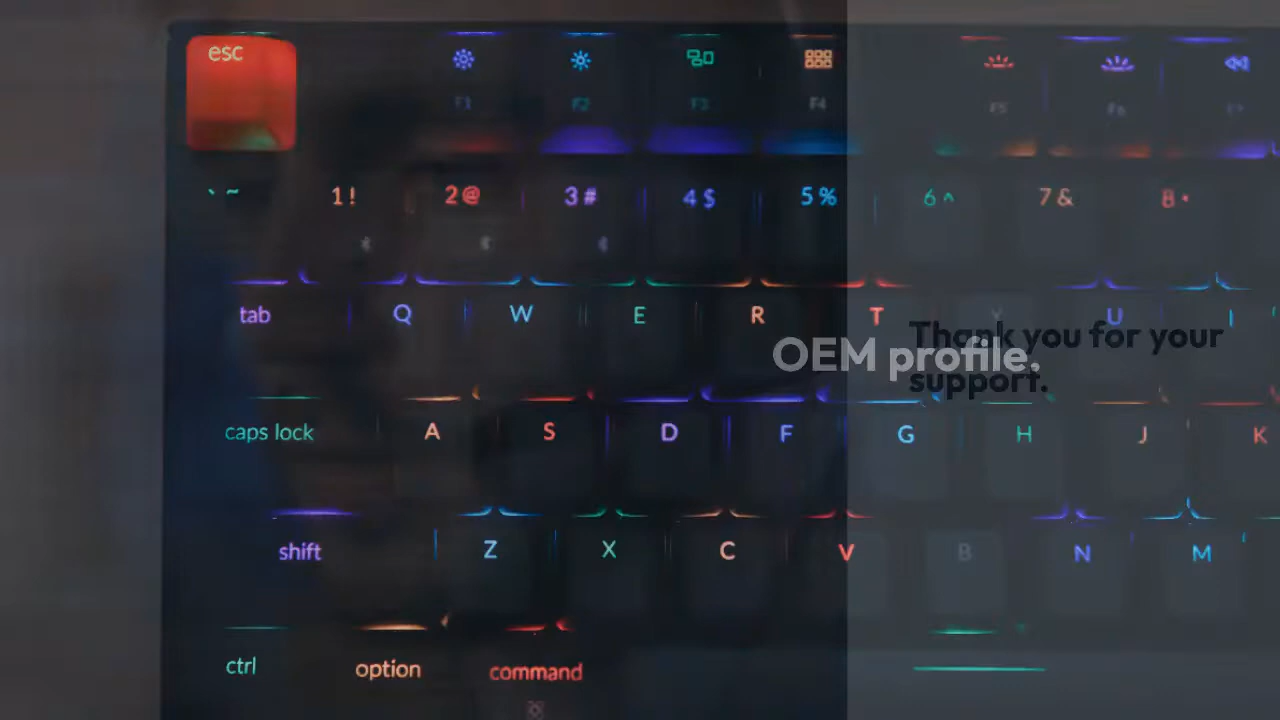 esc
F1 F2 F3 F4 F5 F6
` ~ 1 ! 2 @ 3 # 4 $ 5 % 6 ^ 7 & 8 *
tab Q W E R T Y U I
Thank you for your
support.
OEM profile.
caps lock A S D F G H J K
shift Z X C V B N M
ctrl option command